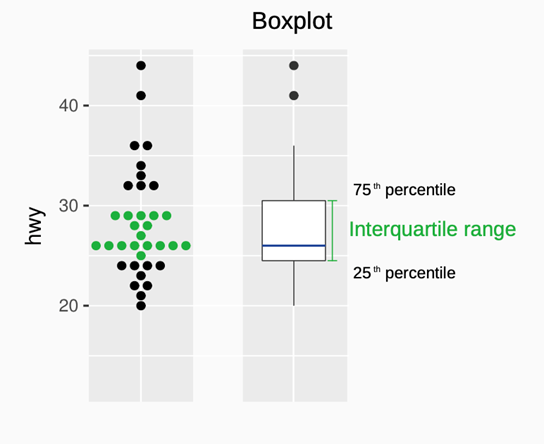 Boxplot
40
30
20
hwy
75th percentile
Interquartile range
25th percentile